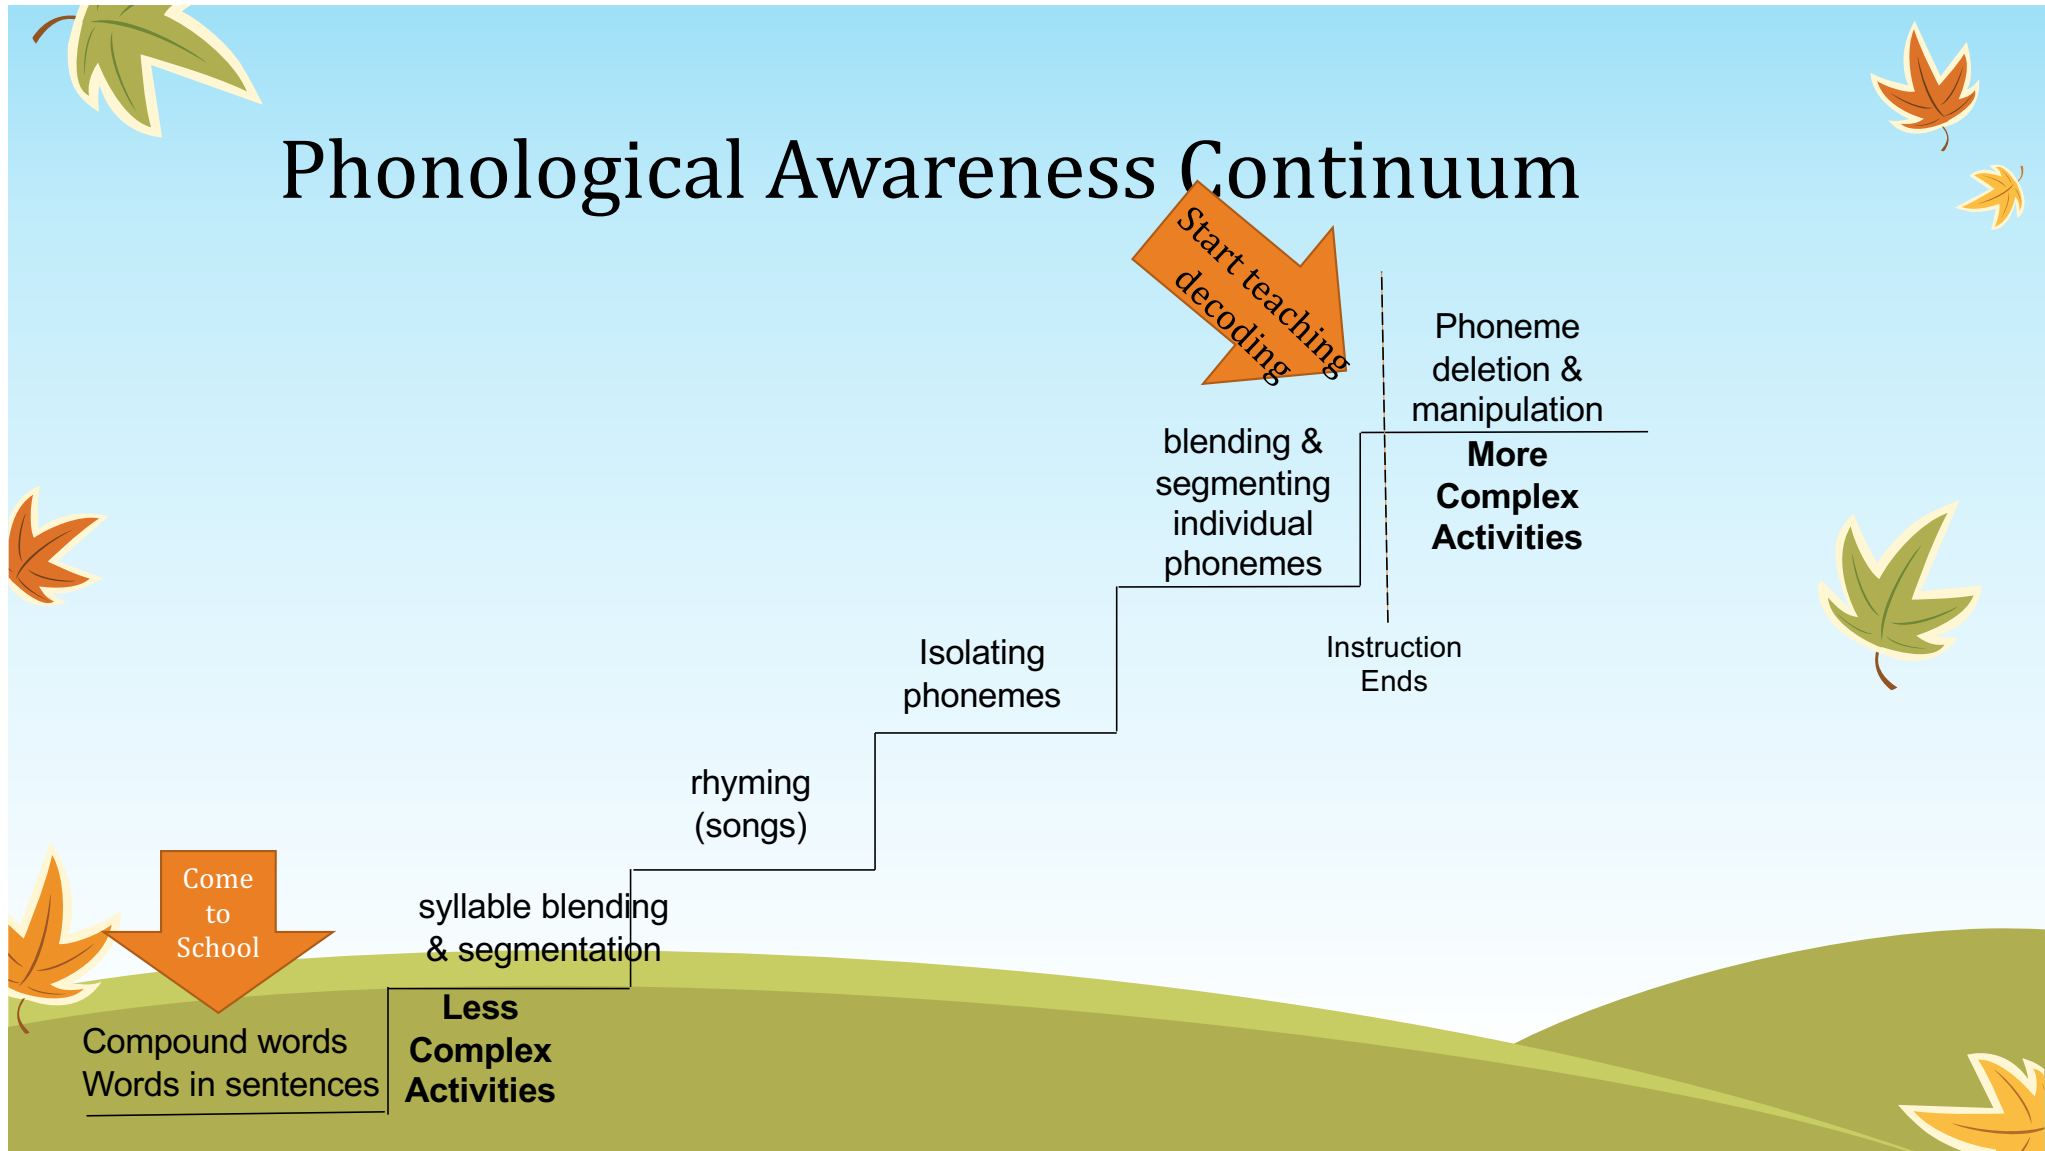 Phonological Awareness Continuum
Start teaching
decoding
Phoneme
deletion &
manipulation
More
Complex
Activities
blending &
segmenting
individual
phonemes
Instruction
Ends
Isolating
phonemes
rhyming
(songs)
syllable blending
& segmentation
Less
Complex
Activities
Come
to
School
Compound words
Words in sentences